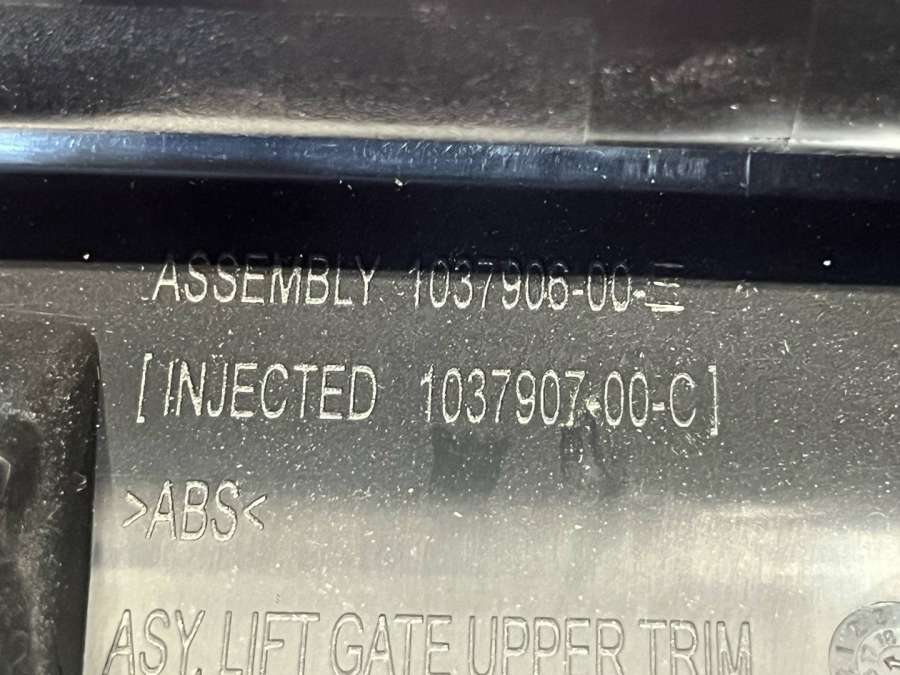 ASSEMBLY 1037906-00-
[INJECTED 1037907-00-C]
>ABS<
ASY, LIFT GATE UPPER TRIM